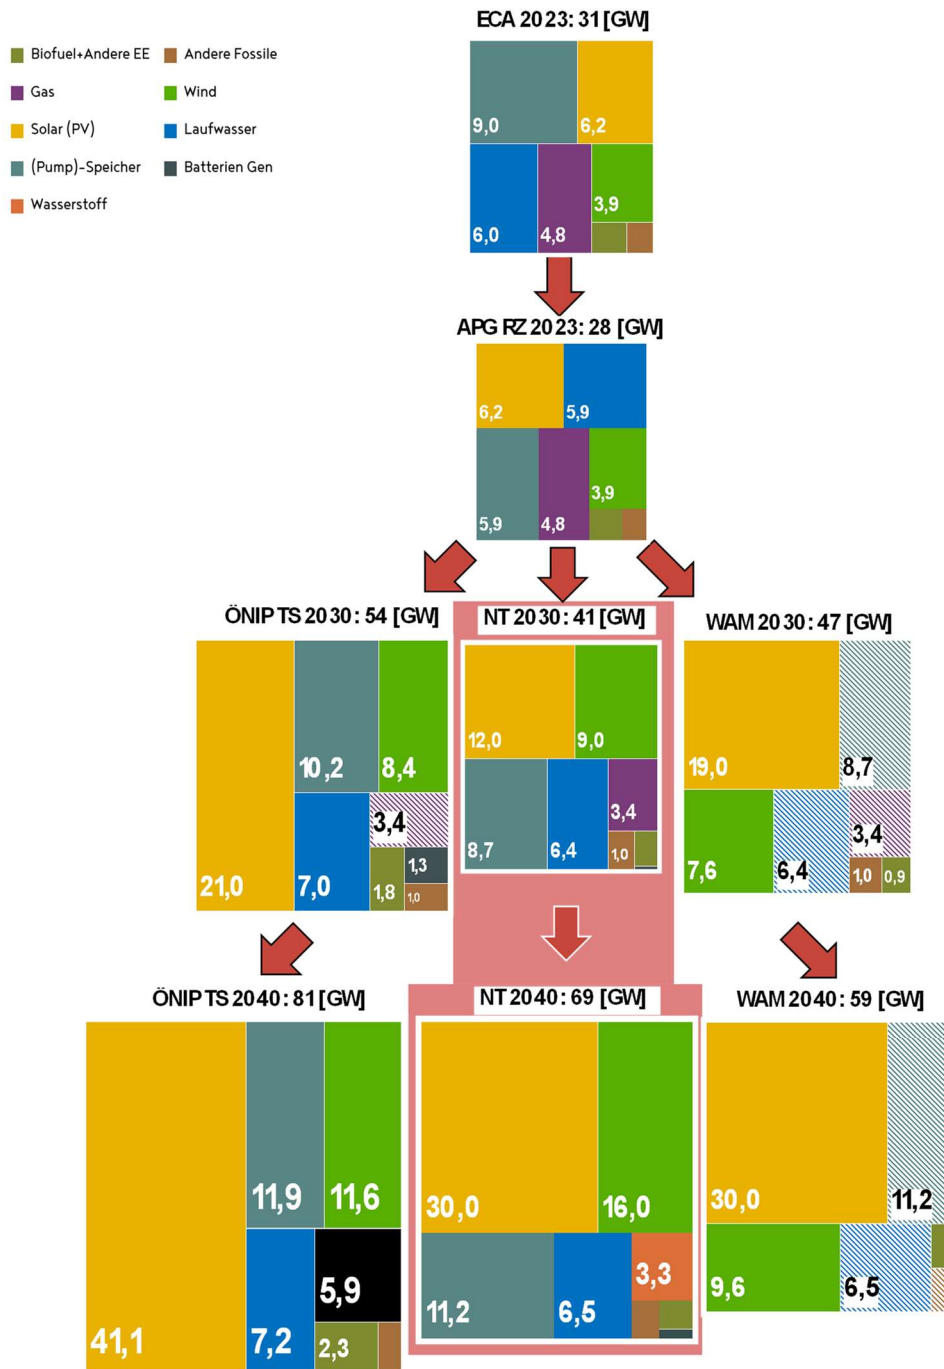 ECA 2023: 31 [GW]
Biofuel+Andere EE
Andere Fossile
Gas
Wind
Solar (PV)
Laufwasser
(Pump)-Speicher
Batterien Gen
Wasserstoff
9,0
6,2
6,0
4,8
3,9
APG RZ 2023: 28 [GW]
6,2
5,9
5,9
4,8
3,9
ÖNIP TS 2030: 54 [GW]
NT 2030: 41 [GW]
WAM 2030: 47 [GW]
21,0
10,2
8,4
7,0
3,4
1,8
1,3
1,0
12,0
9,0
8,7
6,4
3,4
1,0
19,0
8,7
7,6
6,4
3,4
1,0
0,9
ÖNIP TS 2040: 81 [GW]
NT 2040: 69 [GW]
WAM 2040: 59 [GW]
41,1
11,9
11,6
7,2
5,9
2,3
30,0
16,0
11,2
6,5
3,3
30,0
11,2
9,6
6,5